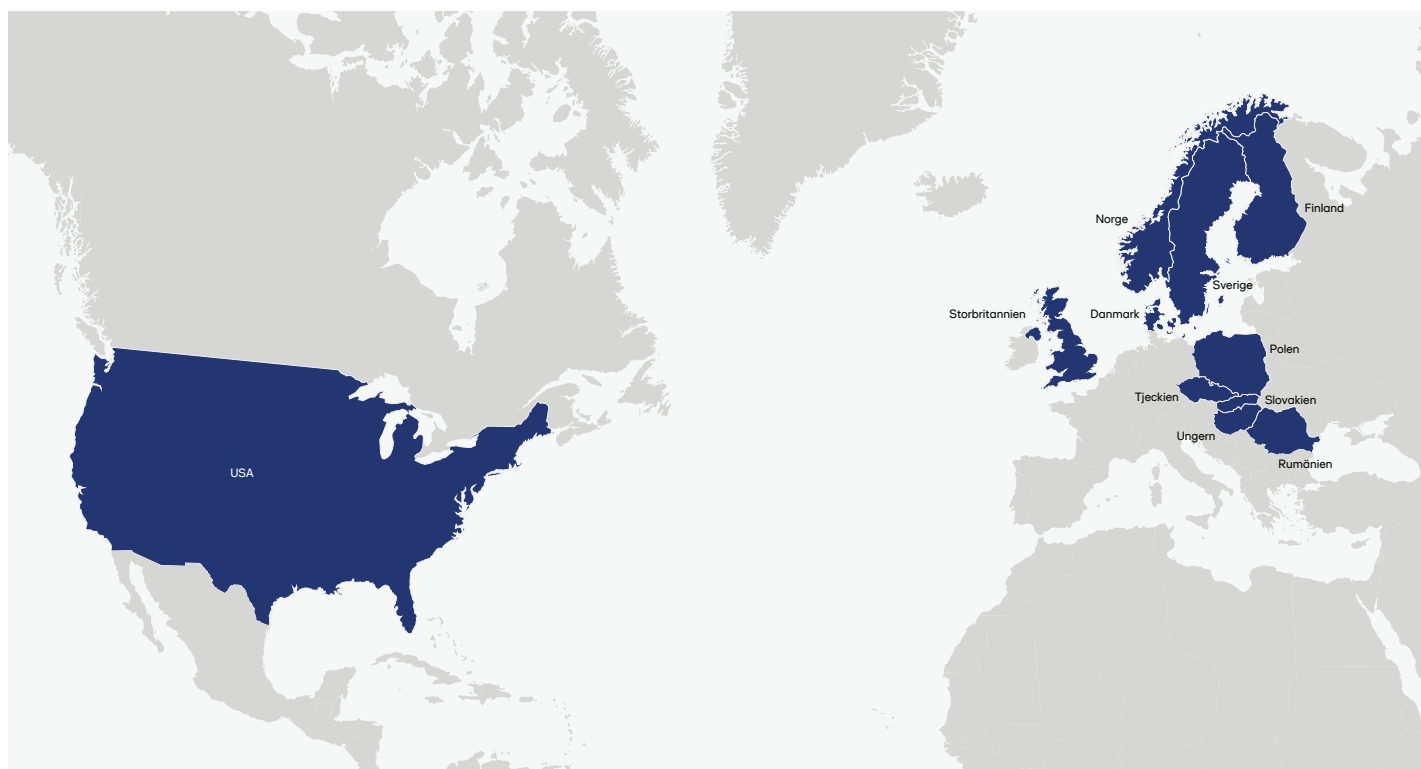 Norge
Finland
Sverige
Storbritannien
Danmark
Polen
Tjeckien
Slovakien
Ungern
Rumänien
USA